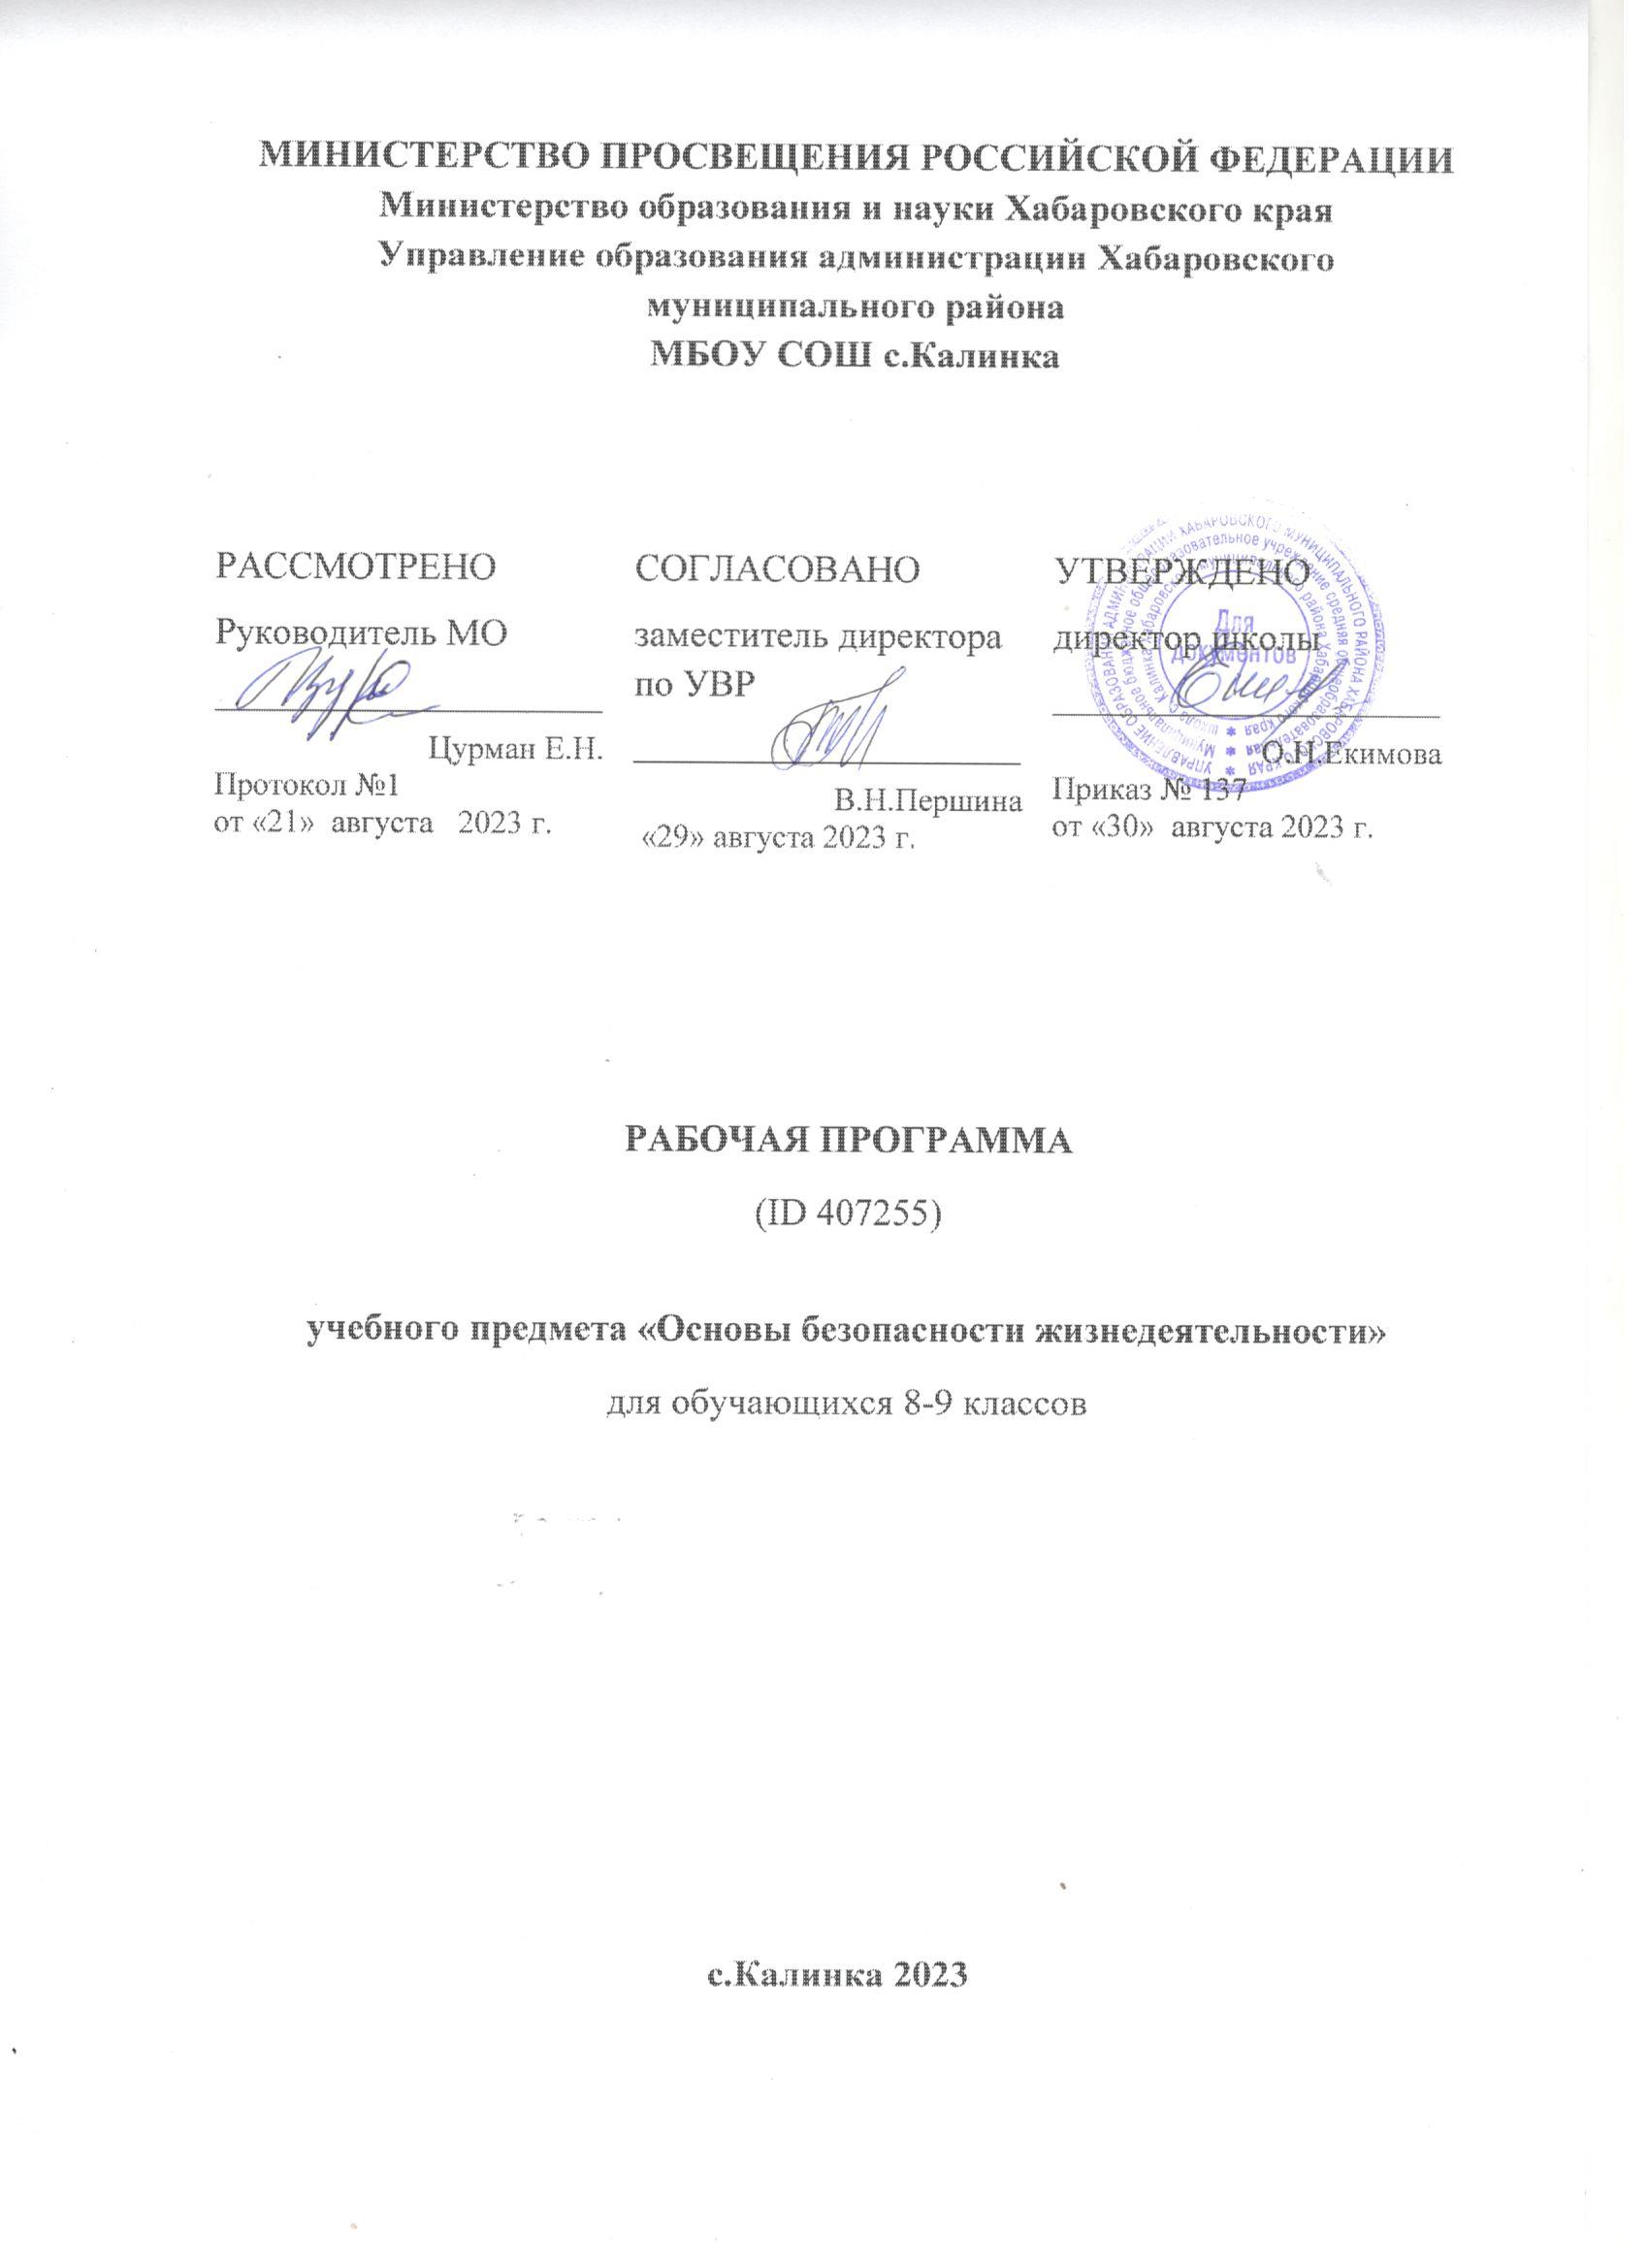 МИНИСТЕРСТВО ПРОСВЕЩЕНИЯ РОССИЙСКОЙ ФЕДЕРАЦИИ
Министерство образования и науки Хабаровского края
Управление образования администрации Хабаровского
муниципального района
МБОУ СОШ с.Калинка
РАССМОТРЕНО
Руководитель МО
Цурман Е.Н.
Протокол №1
от «21» августа 2023 г.
СОГЛАСОВАНО
заместитель директора
по УВР
В.Н.Першина
«29» августа 2023 г.
УТВЕРЖДЕНО
директор школы
О.Н.Екимова
Приказ № 137
от «30» августа 2023 г.
Для
документов
РАБОЧАЯ ПРОГРАММА
(ID 407255)
учебного предмета «Основы безопасности жизнедеятельности»
для обучающихся 8-9 классов
с.Калинка 2023